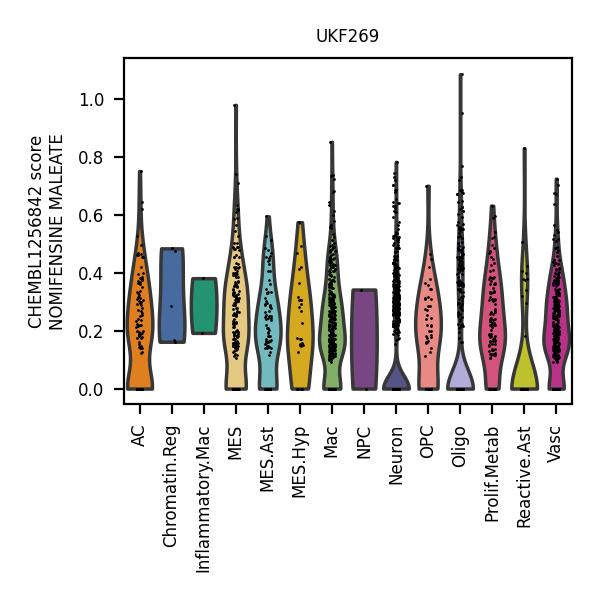 UKF269
CHEMBL1256842 score
NOMIFENSINE MALEATE
1.0
0.8
0.6
0.4
0.2
0.0
AC
Chromatin.Reg
Inflammatory.Mac
MES
MES.Ast
MES.Hyp
Mac
NPC
Neuron
OPC
Oligo
Prolif.Metab
Reactive.Ast
Vasc